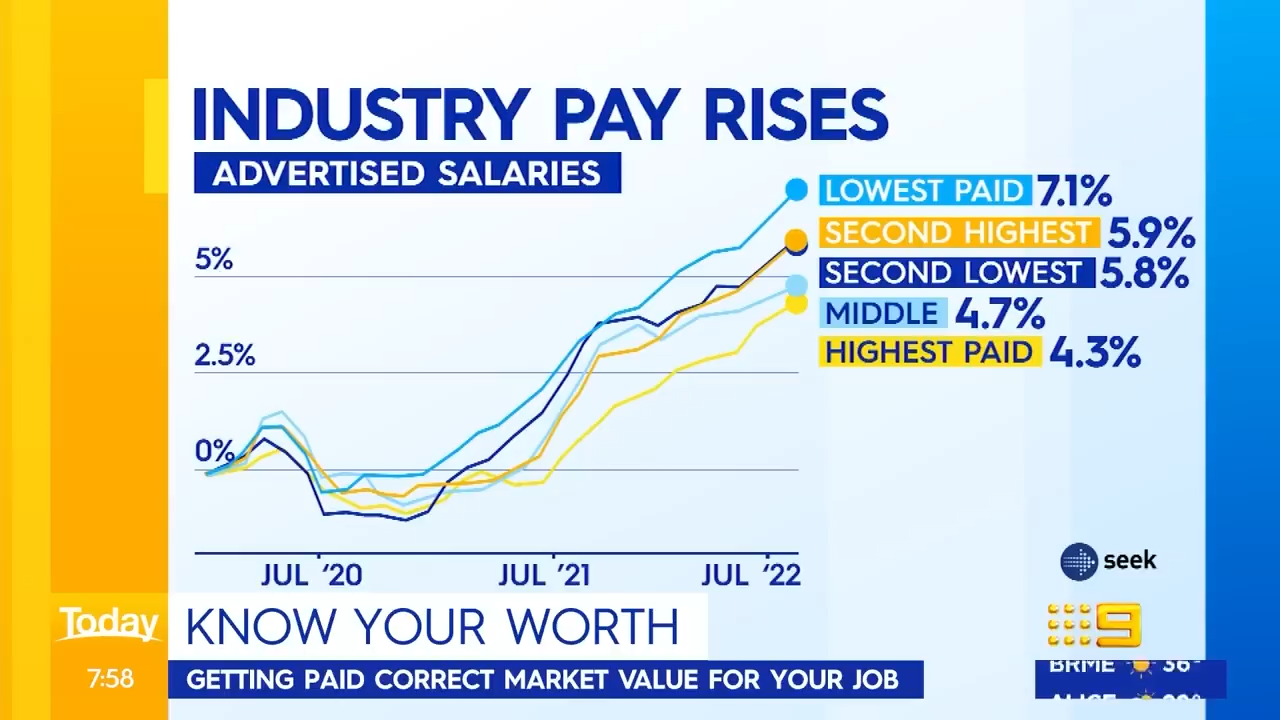 INDUSTRY PAY RISES
ADVERTISED SALARIES
LOWEST PAID 7.1%
SECOND HIGHEST 5.9%
SECOND LOWEST 5.8%
MIDDLE 4.7%
HIGHEST PAID 4.3%
5%
2.5%
0%
JUL '20 JUL '21 JUL '22
seek
9
Today KNOW YOUR WORTH
7:58 GETTING PAID CORRECT MARKET VALUE FOR YOUR JOB
BRME 36°